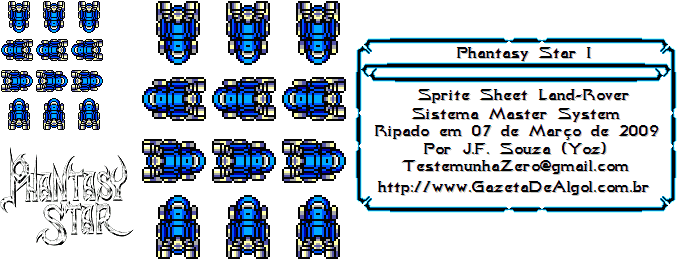 Phantasy Star I
Sprite Sheet Land-Rover
Sistema Master System
Ripado em 07 de Março de 2009
Por J.F. Souza (Yoz)
TestemunhaZero@gmail.com
http://www.GazetaDeAlgol.com.br
PHANTASY
STAR